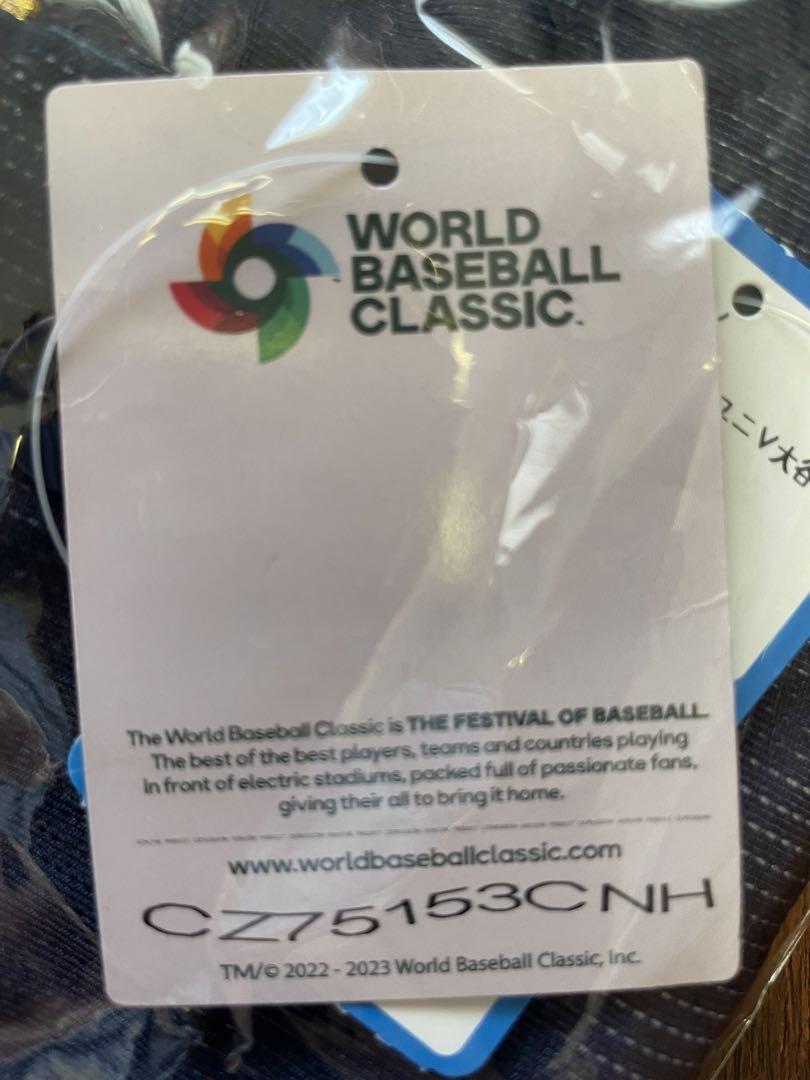 WORLD
BASEBALL
CLASSIC.
ユニV大谷
The World Baseball Classic is THE FESTIVAL OF BASEBALL.
The best of the best players, teams and countries playing
In front of electric stadiums, packed full of passionate fans,
giving their all to bring it home.
www.worldbaseballclassic.com
CZ75153CNH
TM/© 2022 - 2023 World Baseball Classic, Inc.